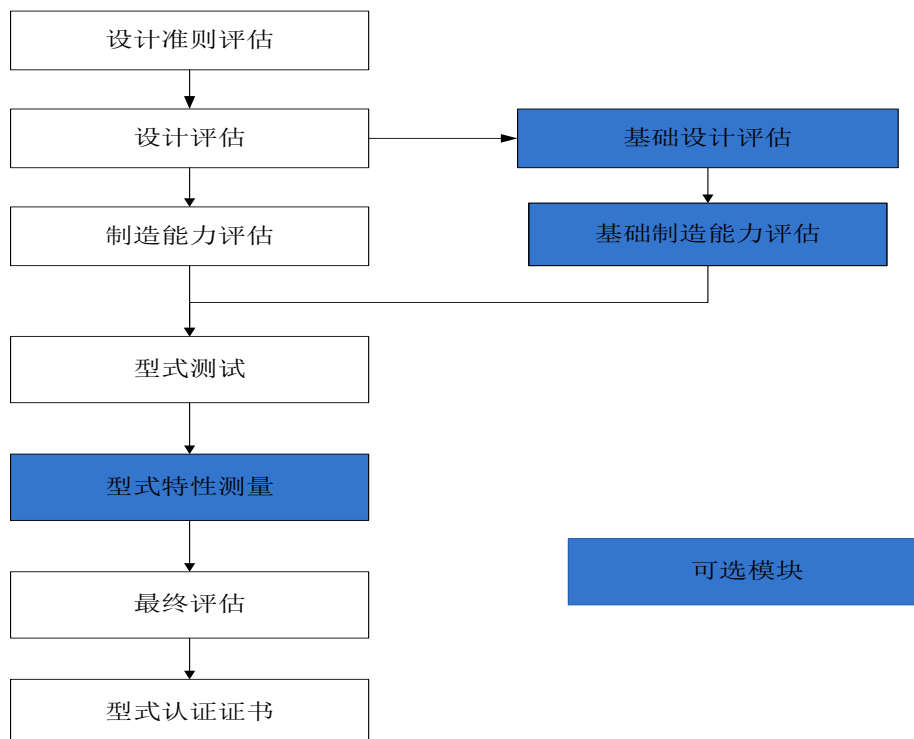 设计准则评估
设计评估
基础设计评估
制造能力评估
基础制造能力评估
型式测试
型式特性测量
可选模块
最终评估
型式认证证书